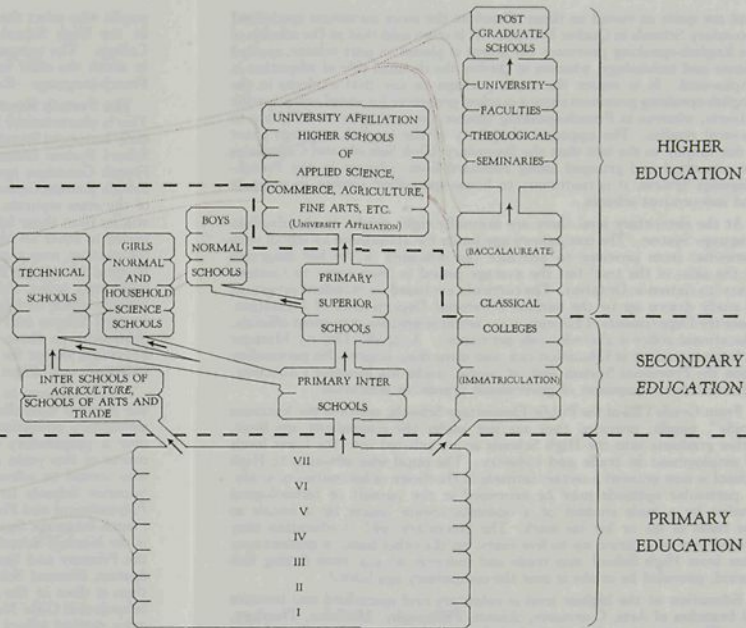 POST
GRADUATE
SCHOOLS
UNIVERSITY
FACULTIES
THEOLOGICAL
SEMINARIES
UNIVERSITY AFFILIATION
HIGHER SCHOOLS
OF
APPLIED SCIENCE,
COMMERCE, AGRICULTURE,
FINE ARTS, ETC.
(UNIVERSITY AFFILIATION)
HIGHER
EDUCATION
BOYS
NORMAL
SCHOOLS
GIRLS
NORMAL
AND
HOUSEHOLD
SCIENCE
SCHOOLS
TECHNICAL
SCHOOLS
PRIMARY
SUPERIOR
SCHOOLS
(BACCALAUREATE)
CLASSICAL
COLLEGES
(IMMATRICULATION)
SECONDARY
EDUCATION
INTER SCHOOLS OF
AGRICULTURE,
SCHOOLS OF ARTS AND
TRADE
PRIMARY INTER
SCHOOLS
VII
VI
V
IV
III
II
I
PRIMARY
EDUCATION